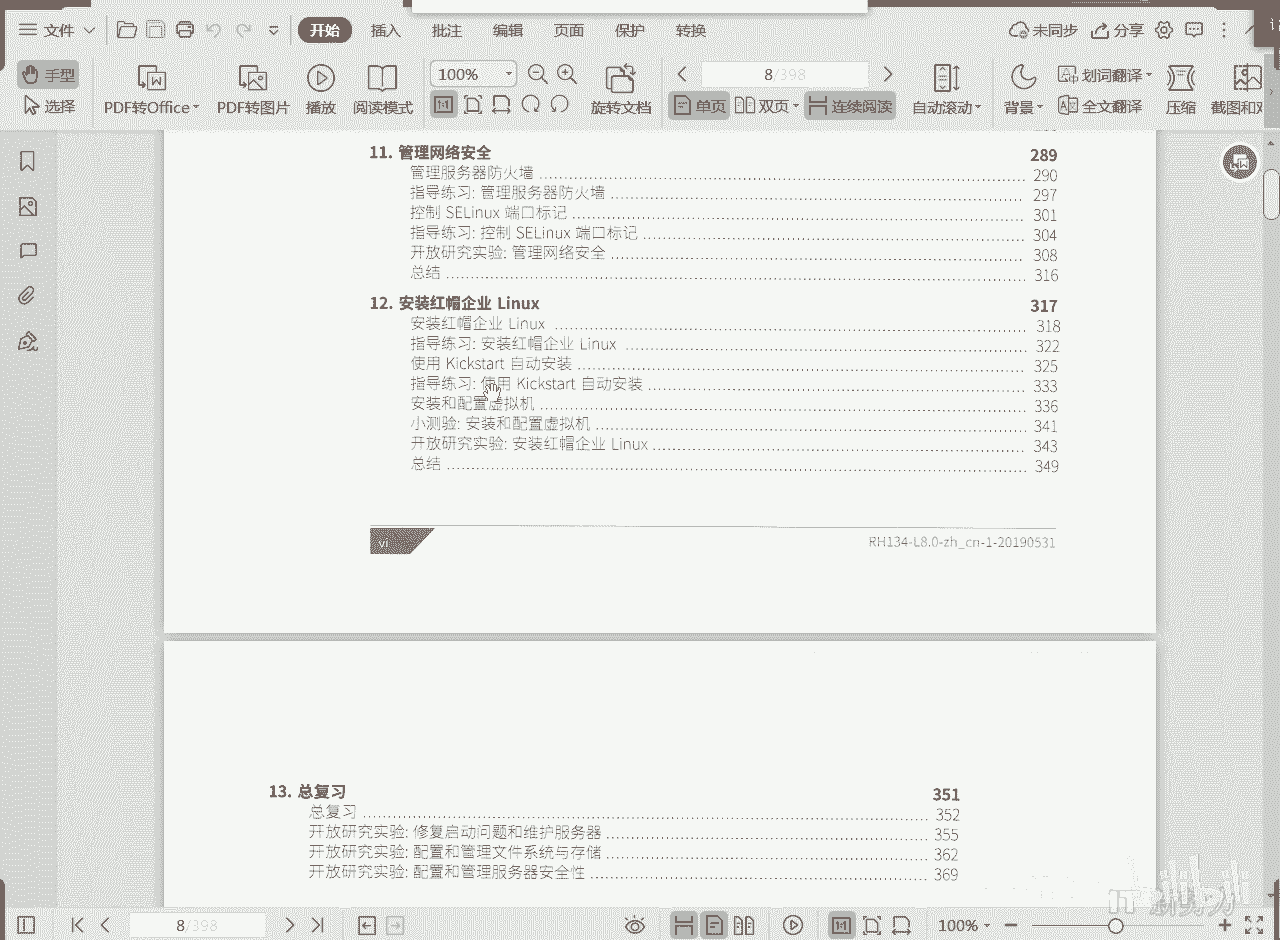 文件
开始
插入
批注
编辑
页面
保护
转换
未同步
分享
手型
选择
PDF转Office
PDF转图片
播放
阅读模式
100%
旋转文档
8/398
单页
双页
连续阅读
自动滚动
背景
划词翻译
全文翻译
压缩
截图和对
11. 管理网络安全 289
管理服务器防火墙 290
指导练习: 管理服务器防火墙 297
控制 SELinux 端口标记 301
指导练习: 控制 SELinux 端口标记 304
开放研究实验: 管理网络安全 308
总结 316
12. 安装红帽企业 Linux 317
安装红帽企业 Linux 318
指导练习: 安装红帽企业 Linux 322
使用 Kickstart 自动安装 325
指导练习: 使用 Kickstart 自动安装 333
安装和配置虚拟机 336
小测验: 安装和配置虚拟机 341
开放研究实验: 安装红帽企业 Linux 343
总结 349
vi
RH134-L8.0-zh_cn-1-20190531
13. 总复习 351
总复习 352
开放研究实验: 修复启动问题和维护服务器 355
开放研究实验: 配置和管理文件系统与存储 362
开放研究实验: 配置和管理服务器安全性 369
8/398
100%